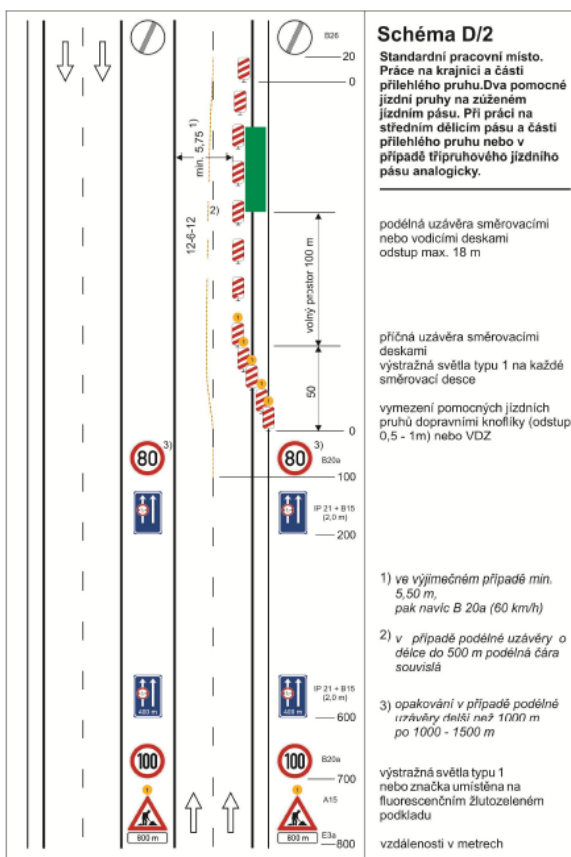 B26
20
0
min. 5,75 1)
2)
12-6-12
volný prostor 100 m
50
0
80
3)
80
3)
B20a
100
IP 21 + B15
(2,0 m)
200
400 m
400 m
IP 21 + B15
(2,0 m)
600
100
100
B20a
700
1
1
A15
800 m
800 m
E3a
800
Schéma D/2
Standardní pracovní místo.
Práce na krajnici a části
přilehlého pruhu.Dva pomocné
jízdní pruhy na zúženém
jízdním pásu. Při práci na
středním dělicím pásu a části
přilehlého pruhu nebo v
případě třípruhového jízdního
pásu analogicky.
podélná uzávěra směrovacími
nebo vodicími deskami
odstup max. 18 m
příčná uzávěra směrovacími
deskami
výstražná světla typu 1 na každé
směrovací desce
vymezení pomocných jízdních
pruhů dopravními knoflíky (odstup
0,5 - 1m) nebo VDZ
1) ve výjimečném případě min.
5,50 m,
pak navíc B 20a (60 km/h)
2) v případě podélné uzávěry o
délce do 500 m podélná čára
souvislá
3) opakování v případě podélné
uzávěry delší než 1000 m
po 1000 - 1500 m
výstražná světla typu 1
nebo značka umístěna na
fluorescenčním žlutozeleném
podkladu
vzdálenosti v metrech